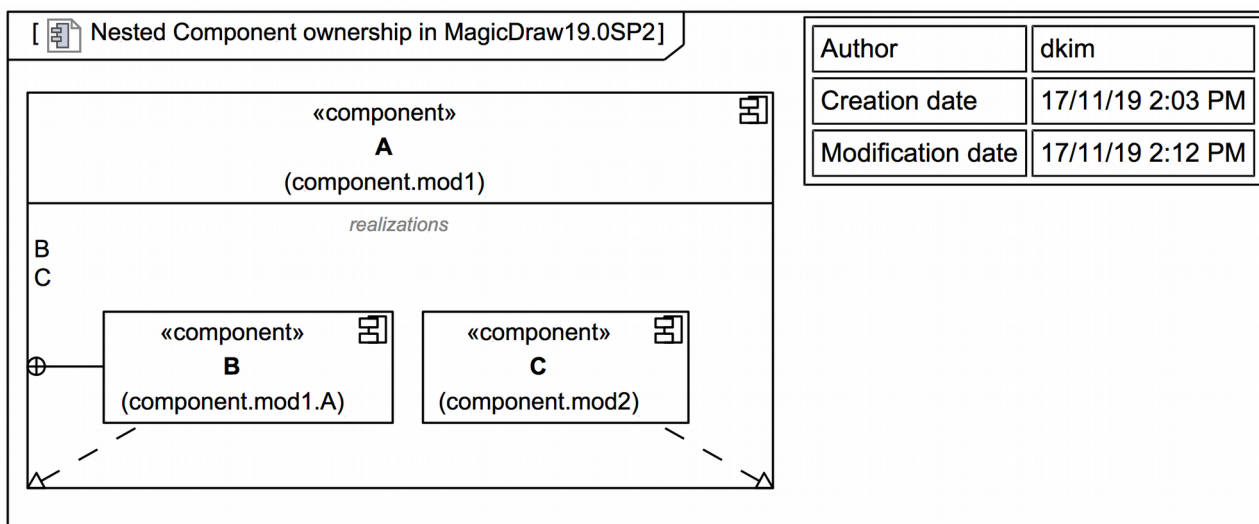 [ Nested Component ownership in MagicDraw19.0SP2]
Author dkim
Creation date 17/11/19 2:03 PM
Modification date 17/11/19 2:12 PM
«component»
A
(component.mod1)
realizations
B
C
«component»
B
(component.mod1.A)
«component»
C
(component.mod2)